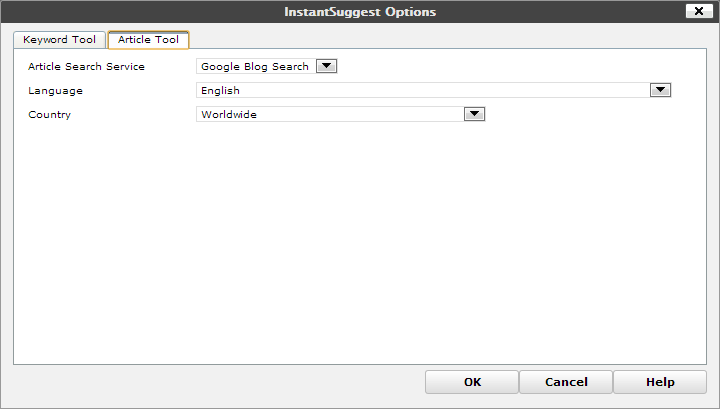 InstantSuggest Options
Keyword Tool Article Tool
Article Search Service Google Blog Search
Language English
Country Worldwide
OK Cancel Help